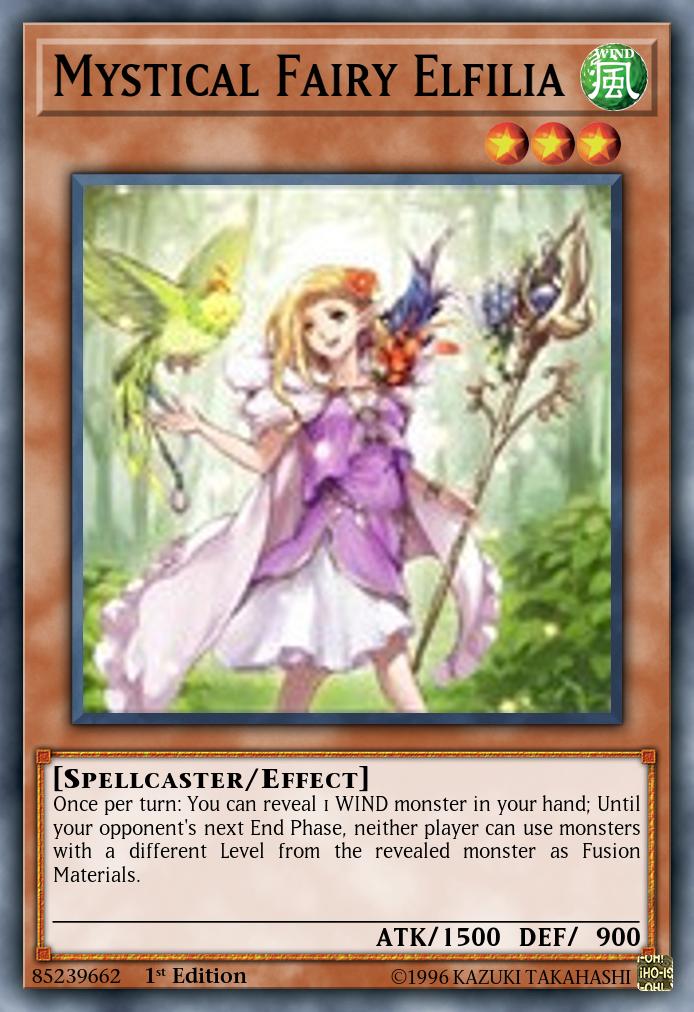 Mystical Fairy Elfilia
WIND
風
[Spellcaster/Effect]
Once per turn: You can reveal 1 WIND monster in your hand; Until
your opponent's next End Phase, neither player can use monsters
with a different Level from the revealed monster as Fusion
Materials.
ATK/1500 DEF/ 900
85239662 1st Edition ©1996 KAZUKI TAKAHASHI